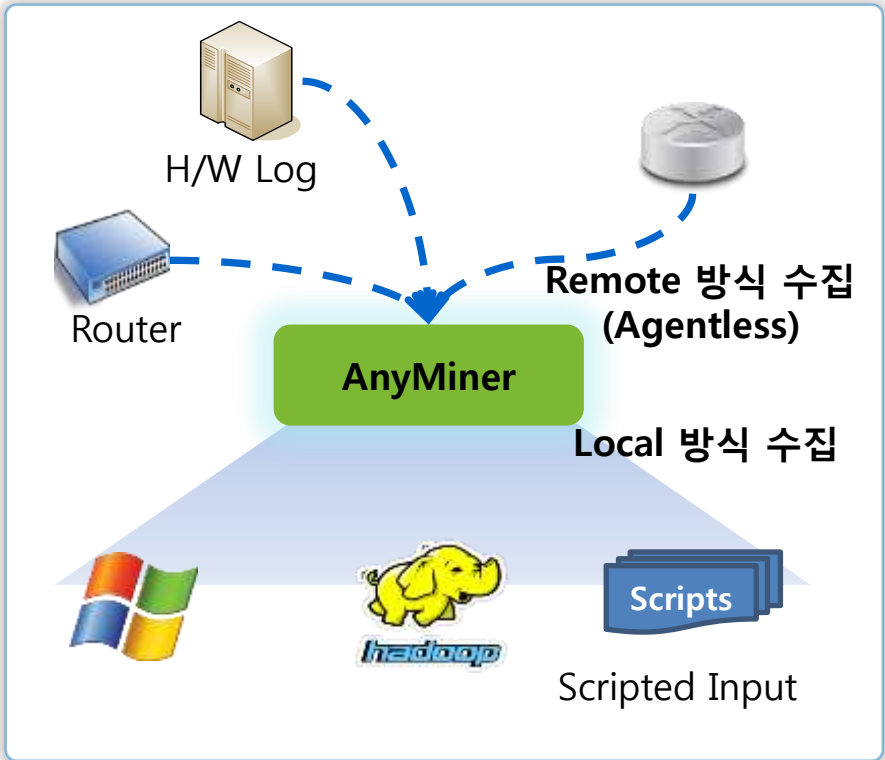 H/W Log
Router
Remote 방식 수집
(Agentless)
AnyMiner
Local 방식 수집
hadoop
Scripts
Scripted Input